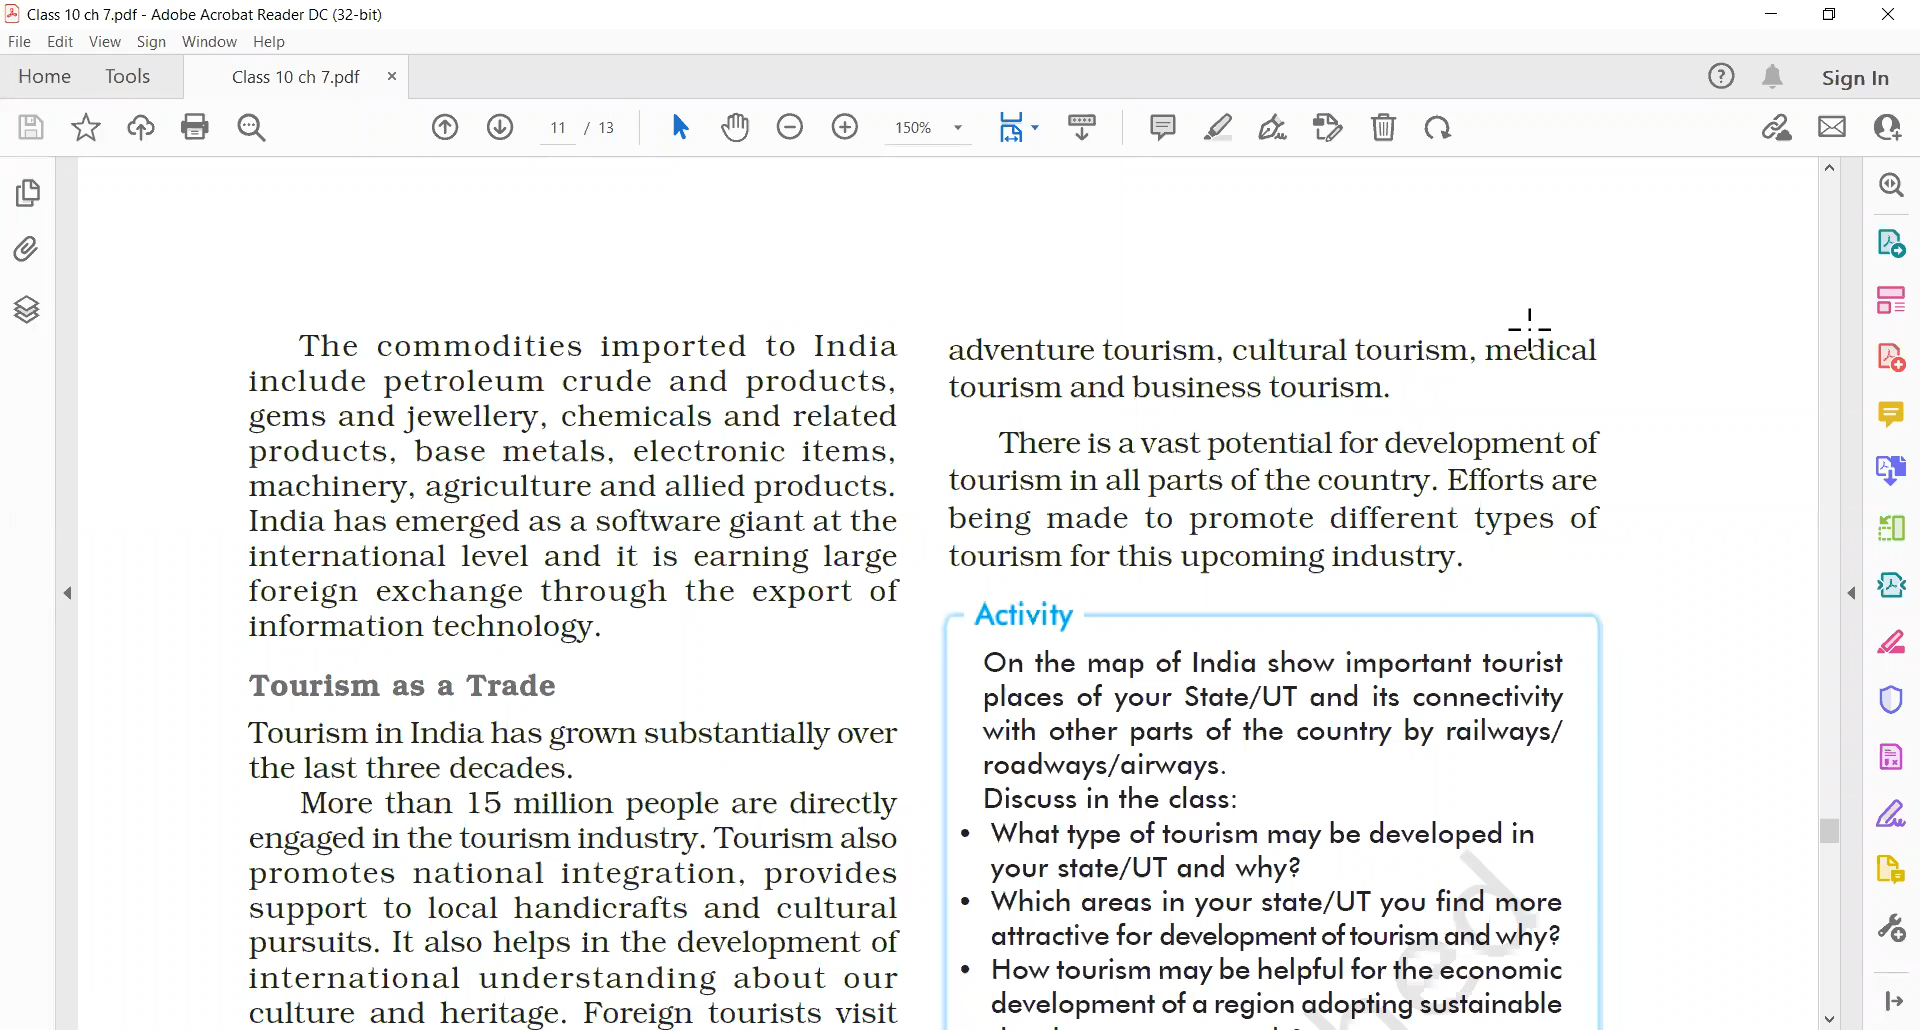 Class 10 ch 7.pdf - Adobe Acrobat Reader DC (32-bit)
File Edit View Sign Window Help
Home Tools Class 10 ch 7.pdf × Sign In
11 / 13 150%
The commodities imported to India
include petroleum crude and products,
gems and jewellery, chemicals and related
products, base metals, electronic items,
machinery, agriculture and allied products.
India has emerged as a software giant at the
international level and it is earning large
foreign exchange through the export of
information technology.
Tourism as a Trade
Tourism in India has grown substantially over
the last three decades.
More than 15 million people are directly
engaged in the tourism industry. Tourism also
promotes national integration, provides
support to local handicrafts and cultural
pursuits. It also helps in the development of
international understanding about our
culture and heritage. Foreign tourists visit
adventure tourism, cultural tourism, medical
tourism and business tourism.
There is a vast potential for development of
tourism in all parts of the country. Efforts are
being made to promote different types of
tourism for this upcoming industry.
Activity
On the map of India show important tourist
places of your State/UT and its connectivity
with other parts of the country by railways/
roadways/airways.
Discuss in the class:
• What type of tourism may be developed in
your state/UT and why?
• Which areas in your state/UT you find more
attractive for development of tourism and why?
• How tourism may be helpful for the economic
development of a region adopting sustainable